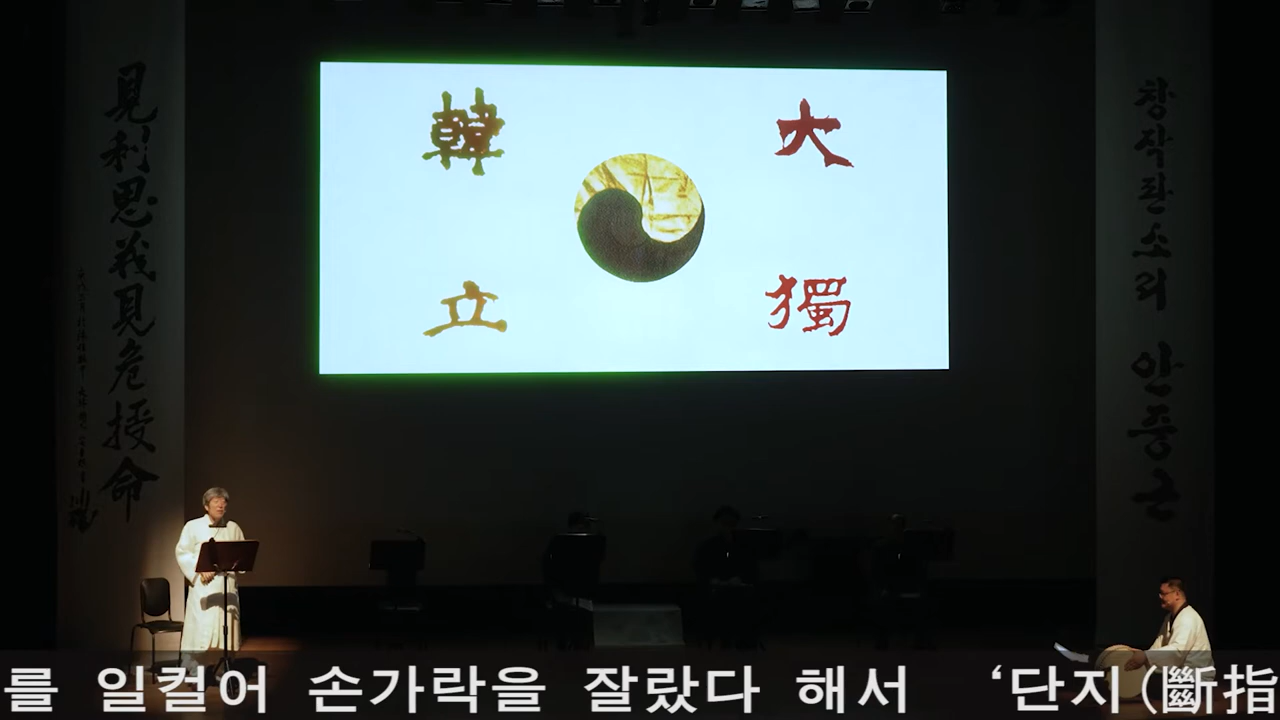 見利思義見危授命
韓 大
立 獨
창작판소리 안중근
를 일컬어 손가락을 잘랐다 해서 ‘단지(斷指